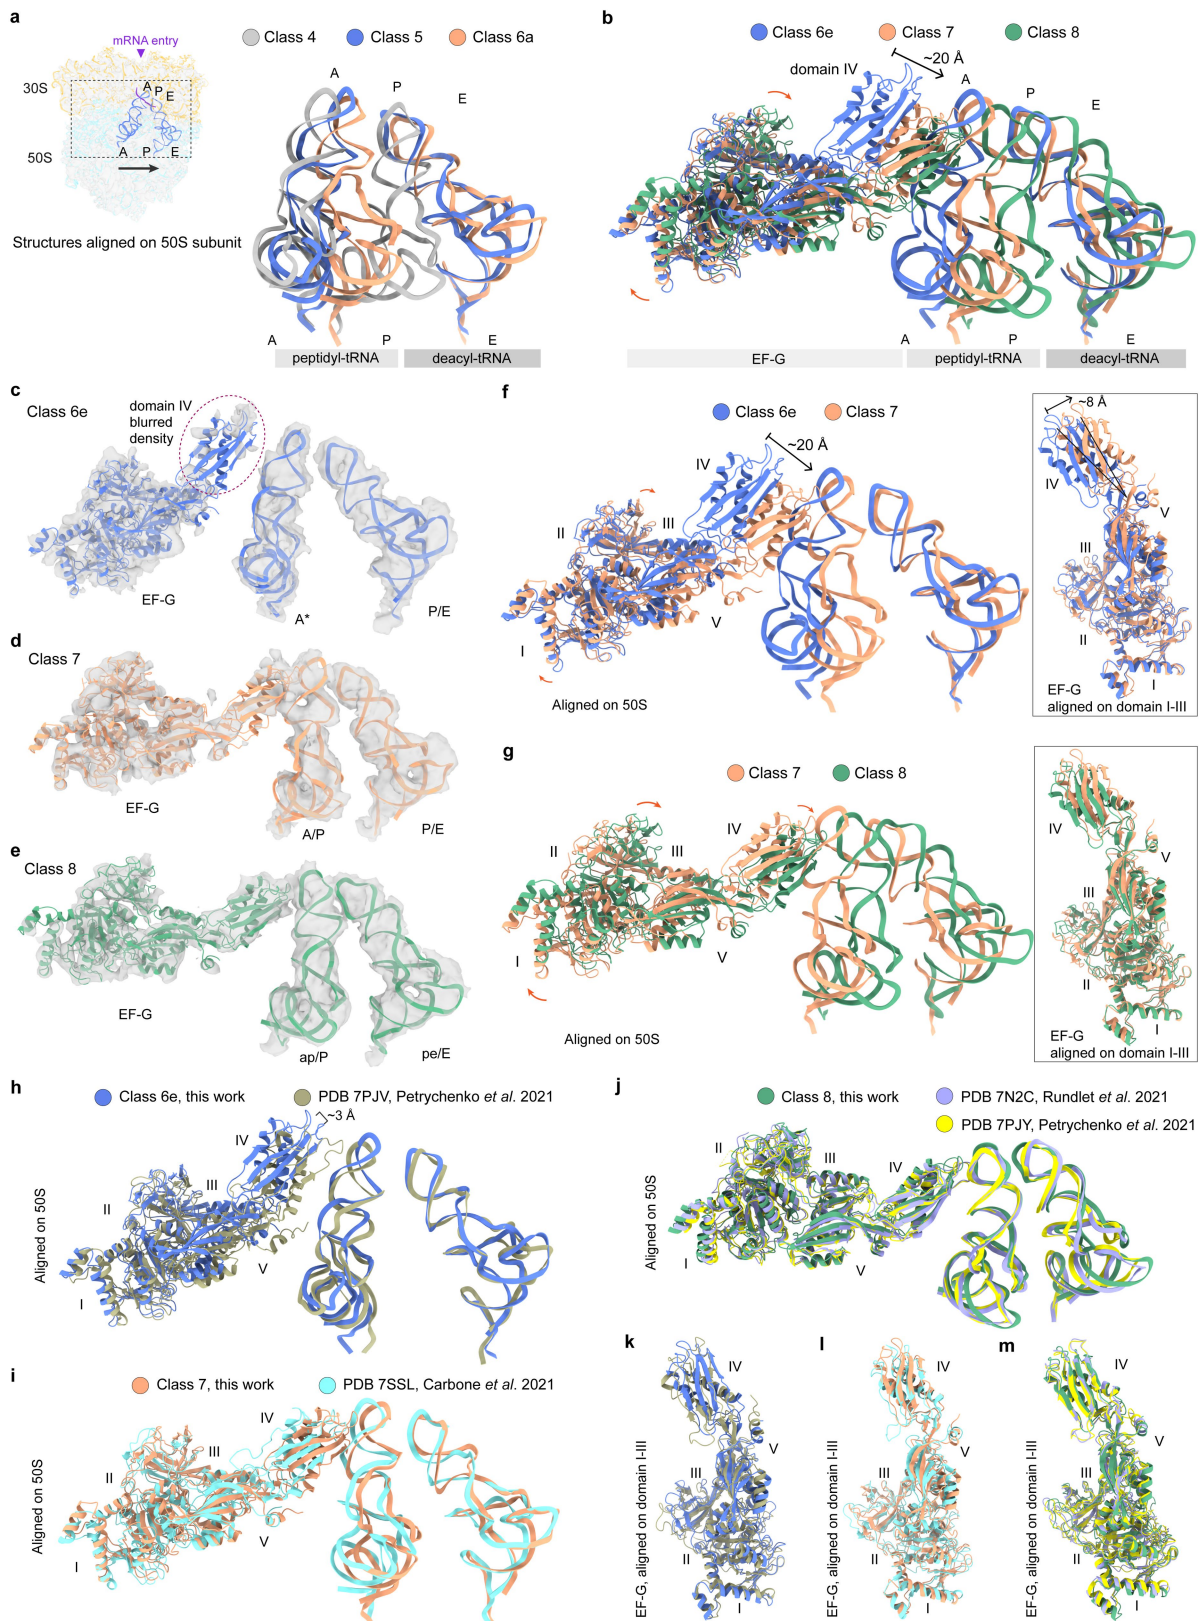 a
mRNA entry
Class 4
Class 5
Class 6a
30S
A
P
E
50S
A
P
E
A
P
E
Structures aligned on 50S subunit
A
P
E
peptidyl-tRNA
deacyl-tRNA
b
Class 6e
Class 7
Class 8
domain IV
~20 Å
A
P
E
A
P
E
EF-G
peptidyl-tRNA
deacyl-tRNA
c
Class 6e
domain IV
blurred
density
EF-G
A*
P/E
d
Class 7
EF-G
A/P
P/E
e
Class 8
EF-G
ap/P
pe/E
f
Class 6e
Class 7
~20 Å
IV
III
II
V
I
Aligned on 50S
~8 Å
IV
V
III
II
I
EF-G
aligned on domain I-III
g
Class 7
Class 8
IV
II
III
V
I
Aligned on 50S
IV
V
III
II
I
EF-G
aligned on domain I-III
h
Class 6e, this work
PDB 7PJV, Petrychenko et al. 2021
~3 Å
IV
III
II
V
I
Aligned on 50S
i
Class 7, this work
PDB 7SSL, Carbone et al. 2021
IV
III
II
V
I
Aligned on 50S
j
Class 8, this work
PDB 7N2C, Rundlet et al. 2021
PDB 7PJY, Petrychenko et al. 2021
II
III
IV
I
V
Aligned on 50S
k
IV
V
III
II
I
EF-G, aligned on domain I-III
l
IV
V
III
II
I
EF-G, aligned on domain I-III
m
IV
V
III
II
I
EF-G, aligned on domain I-III